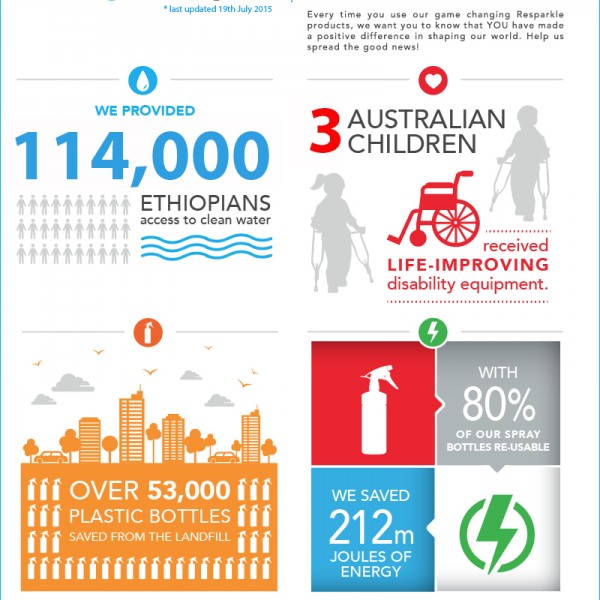 * last updated 19th July 2015
Every time you use our game changing Resparkle
products, we want you to know that YOU have made
a positive difference in shaping our world. Help us
spread the good news!
WE PROVIDED
114,000
ETHIOPIANS
access to clean water
3 AUSTRALIAN
CHILDREN
received
LIFE-IMPROVING
disability equipment.
OVER 53,000
PLASTIC BOTTLES
SAVED FROM THE LANDFILL
WITH
80%
OF OUR SPRAY
BOTTLES RE-USABLE
WE SAVED
212m
JOULES OF
ENERGY